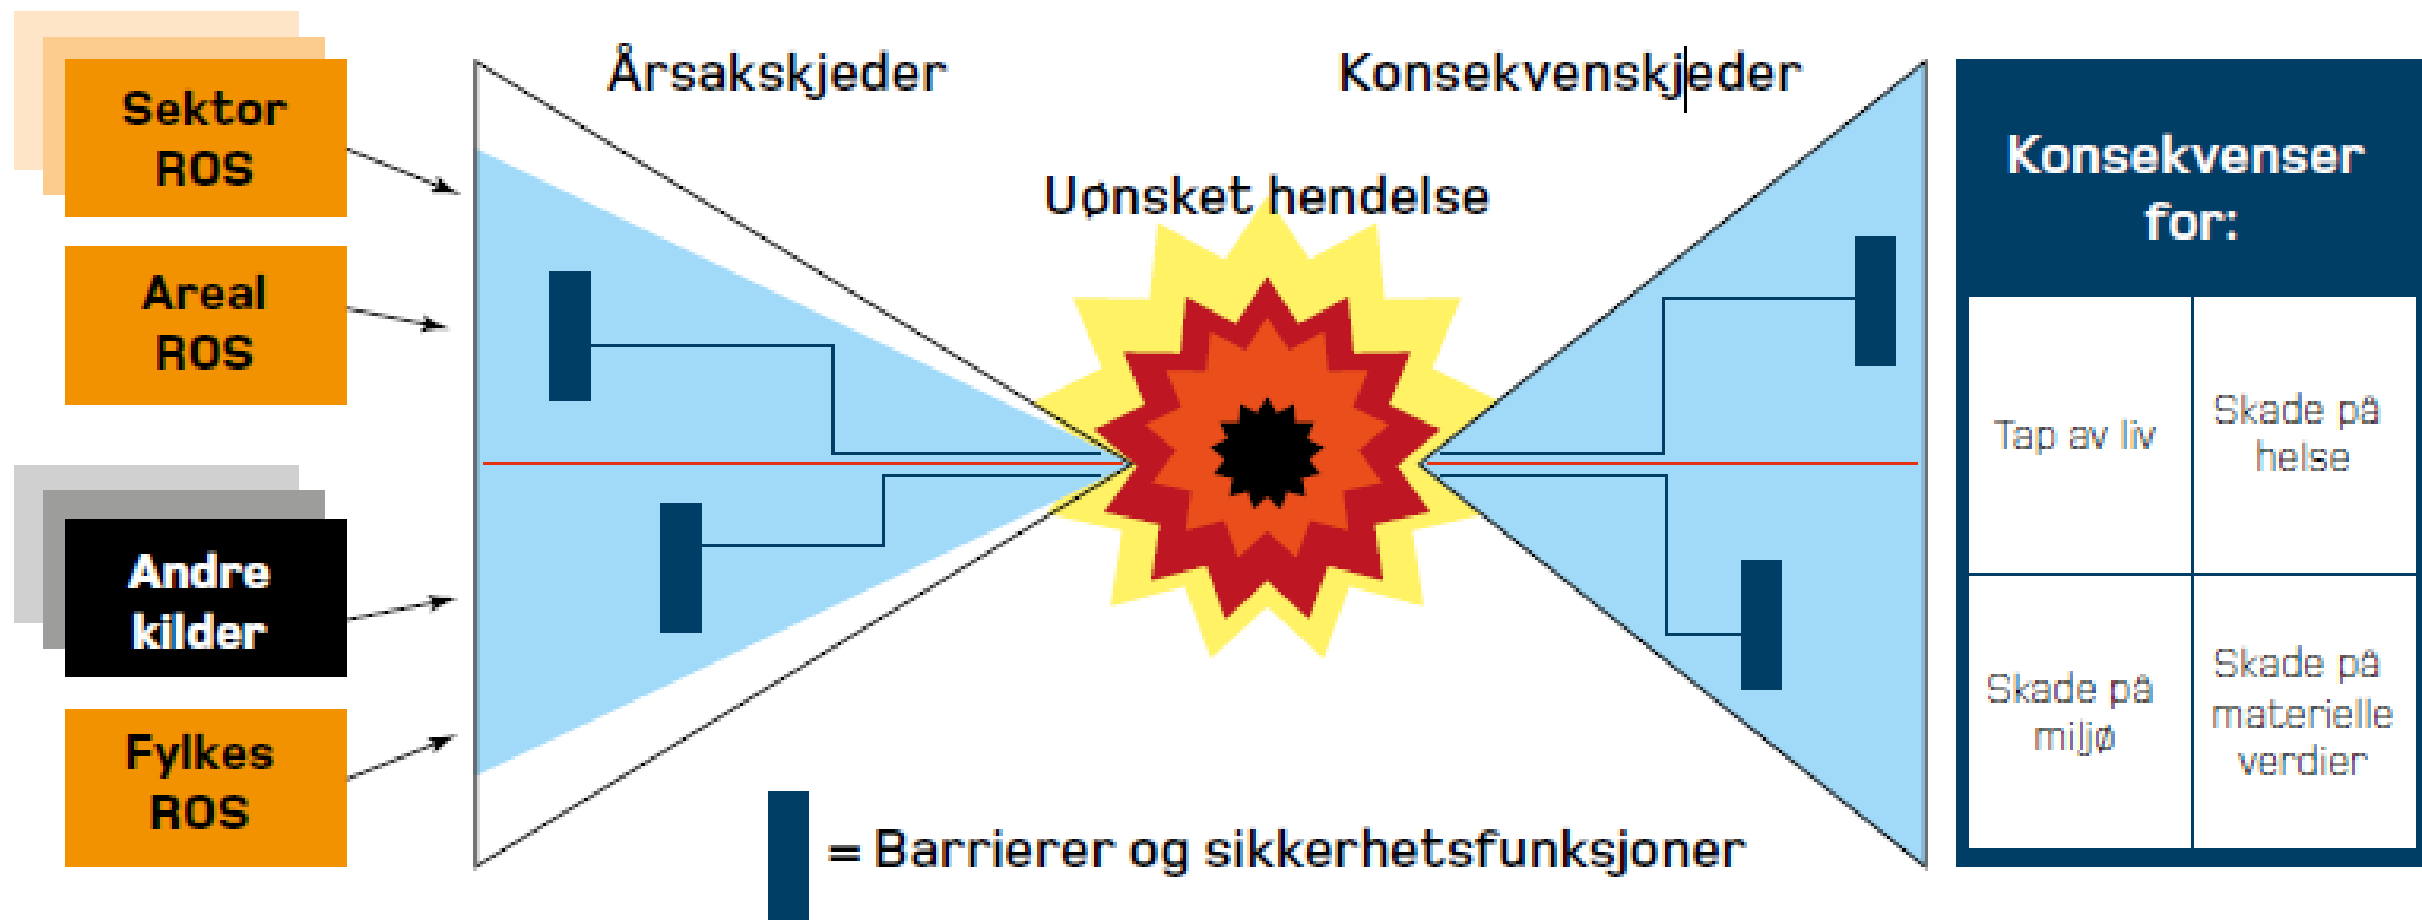 Sektor
ROS
Areal
ROS
Andre
kilder
Fylkes
ROS
Årsakskjeder
Uønsket hendelse
Konsekvenskjeder
= Barrierer og sikkerhetsfunksjoner
Konsekvenser
for:
Tap av liv
Skade på
helse
Skade på
miljø
Skade på
materielle
verdier